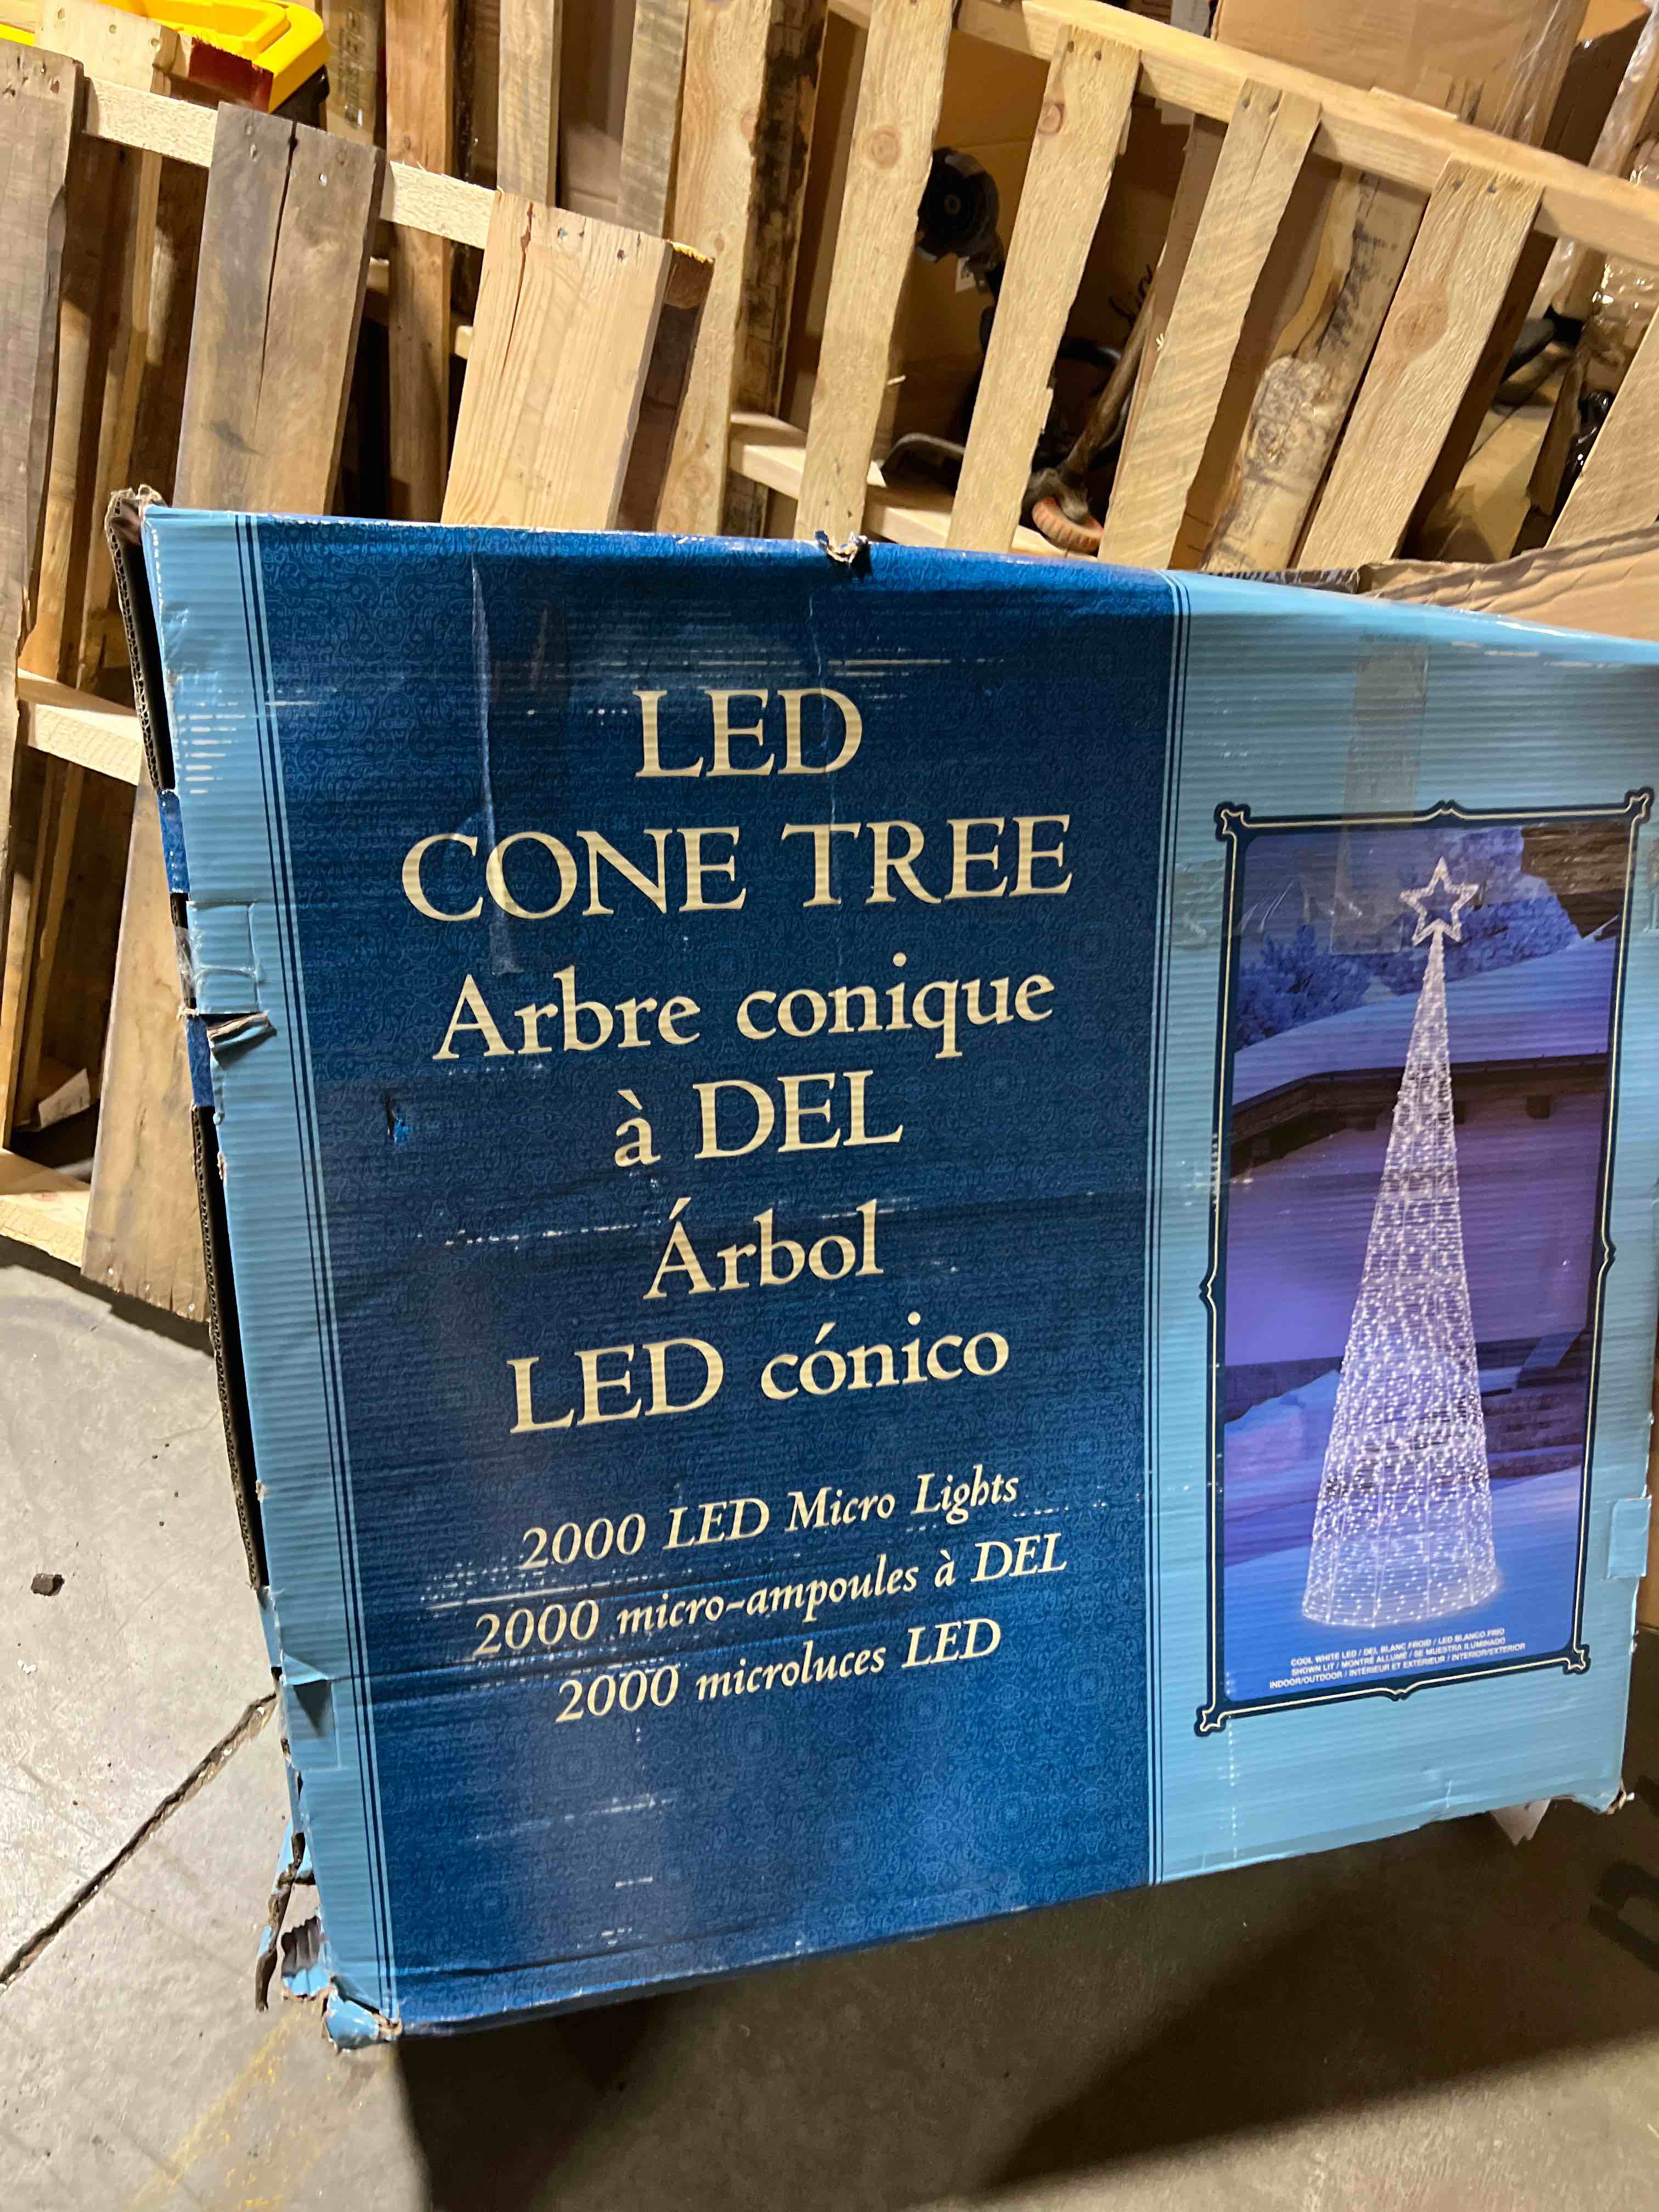 LED
CONE TREE
Arbre conique
à DEL
Árbol
LED cónico
2000 LED Micro Lights
2000 micro-ampoules à DEL
2000 microluces LED
COOL WHITE LED / DEL BLANC FROID / LED BLANCO FRIO
SHOWN LIT / MONTRÉ ALLUMÉ / SE MUESTRA ILUMINADO
INDOOR/OUTDOOR / INTÉRIEUR ET EXTÉRIEUR / INTERIOR/EXTERIOR